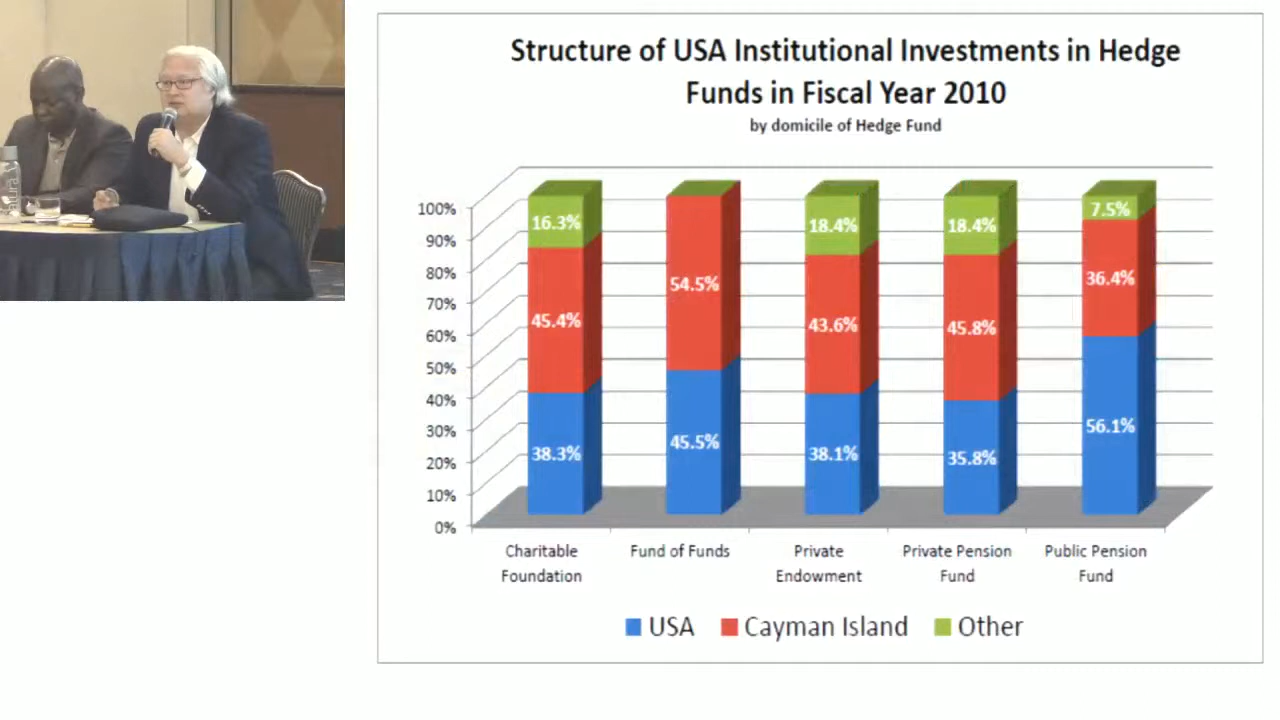 Structure of USA Institutional Investments in Hedge
Funds in Fiscal Year 2010
by domicile of Hedge Fund
100%
90%
80%
70%
60%
50%
40%
30%
20%
10%
0%
16.3%
45.4%
38.3%
54.5%
45.5%
18.4%
43.6%
38.1%
18.4%
45.8%
35.8%
7.5%
36.4%
56.1%
Charitable
Foundation
Fund of Funds
Private
Endowment
Private Pension
Fund
Public Pension
Fund
USA
Cayman Island
Other